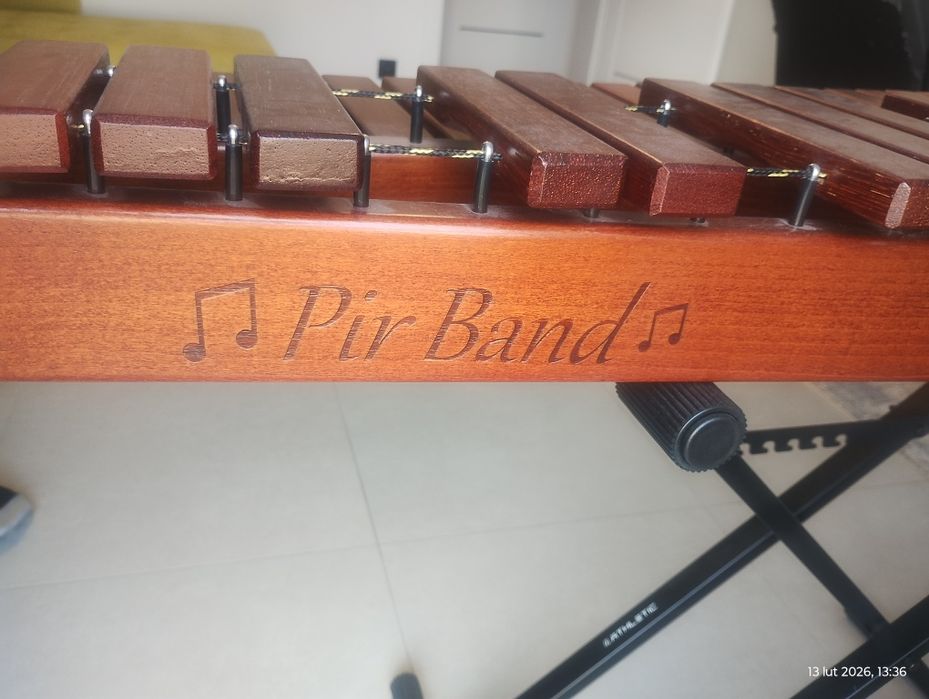 Pir Band
ATHLETIC
13 lut 2026, 13:36